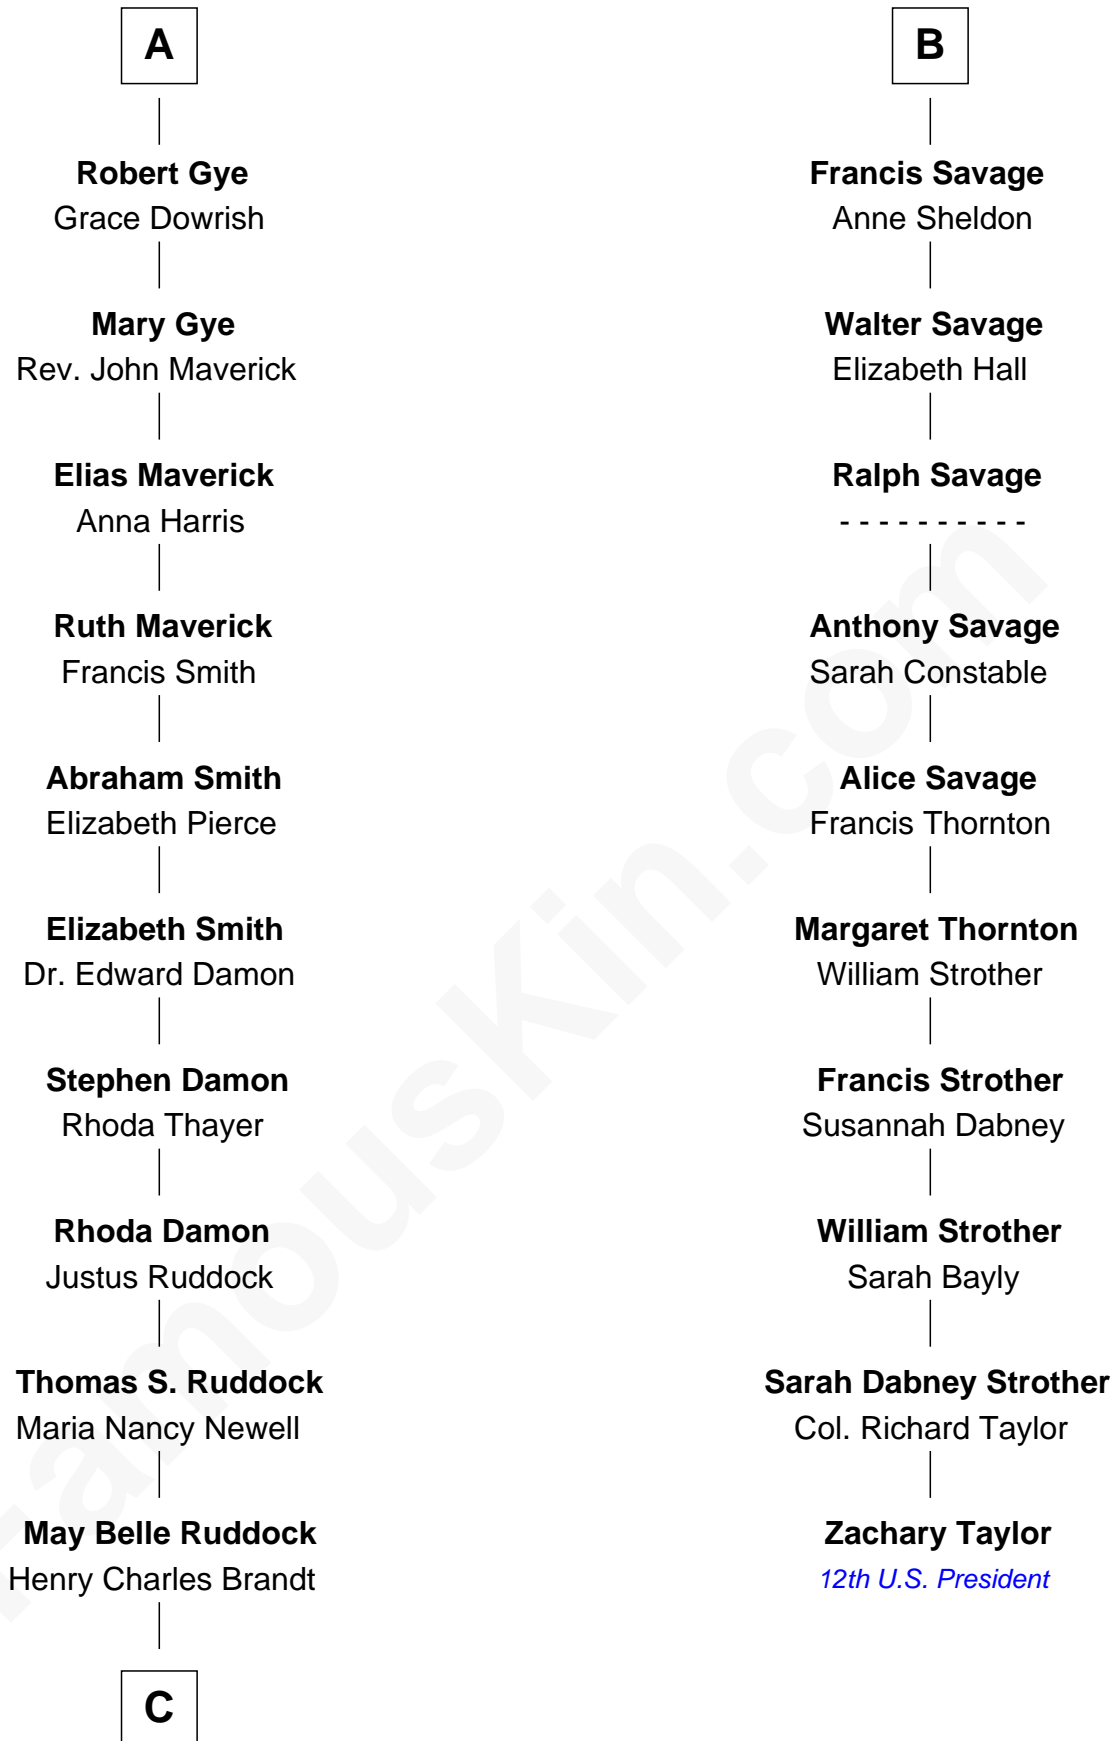 A
Robert Gye
Grace Dowrish
Mary Gye
Rev. John Maverick
Elias Maverick
Anna Harris
Ruth Maverick
Francis Smith
Abraham Smith
Elizabeth Pierce
Elizabeth Smith
Dr. Edward Damon
Stephen Damon
Rhoda Thayer
Rhoda Damon
Justus Ruddock
Thomas S. Ruddock
Maria Nancy Newell
May Belle Ruddock
Henry Charles Brandt
C
B
Francis Savage
Anne Sheldon
Walter Savage
Elizabeth Hall
Ralph Savage
- - - - - - - - - -
Anthony Savage
Sarah Constable
Alice Savage
Francis Thornton
Margaret Thornton
William Strother
Francis Strother
Susannah Dabney
William Strother
Sarah Bayly
Sarah Dabney Strother
Col. Richard Taylor
Zachary Taylor
12th U.S. President
FamousKin.com